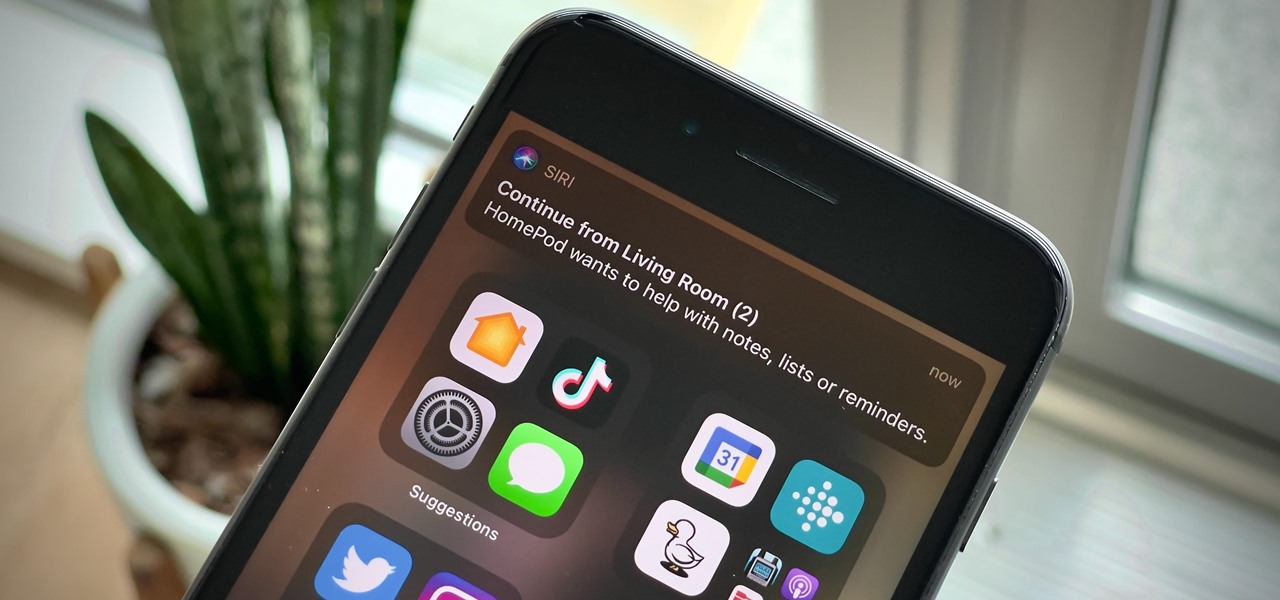 SIRI
now
Continue from Living Room (2)
HomePod wants to help with notes, lists or reminders.
31
Suggestions